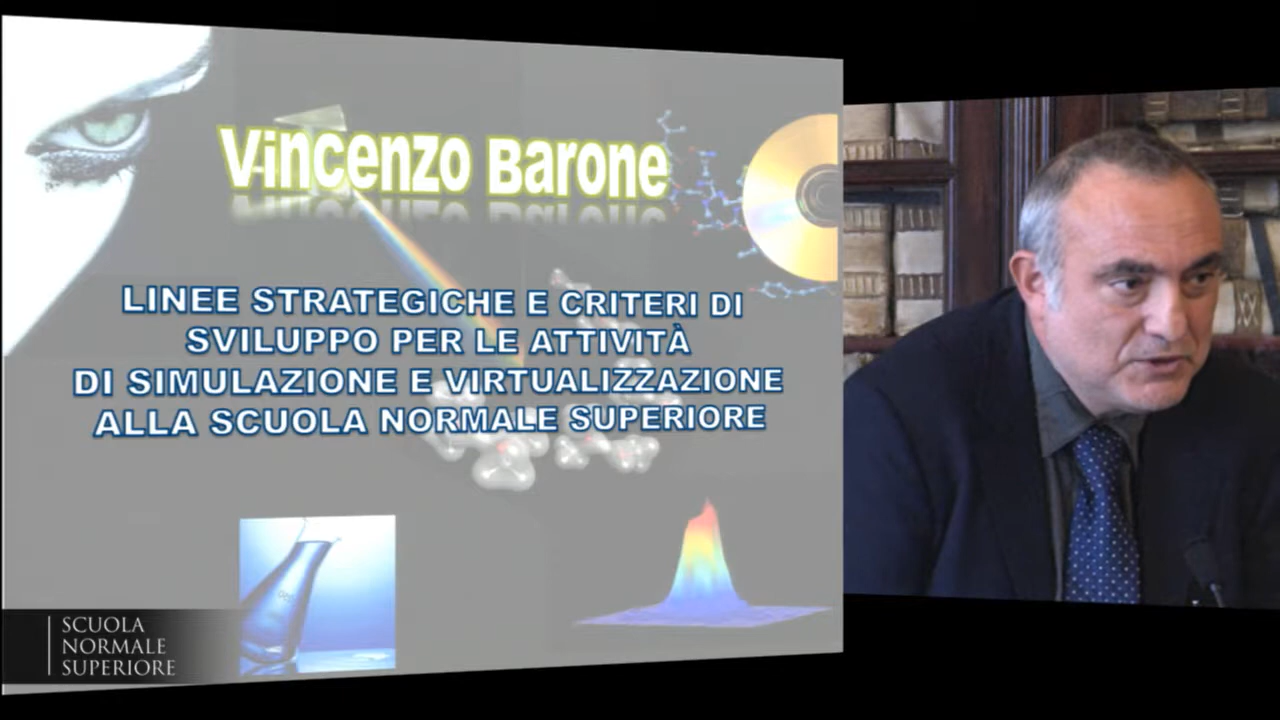 Vincenzo Barone
LINEE STRATEGICHE E CRITERI DI
SVILUPPO PER LE ATTIVITÀ
DI SIMULAZIONE E VIRTUALIZZAZIONE
ALLA SCUOLA NORMALE SUPERIORE
SCUOLA
NORMALE
SUPERIORE